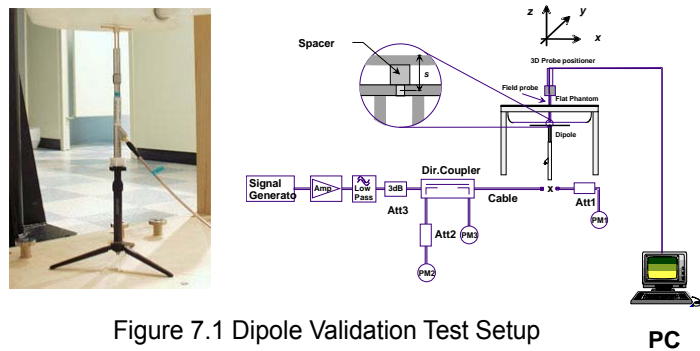 z
y
x
3D Probe positioner
Spacer
s
Field probe
Flat Phantom
Dipole
Signal
Generato
Amp
Low
Pass
3dB
Att3
Dir.Coupler
Cable
x
Att1
PM1
Att2
PM3
PM2
PC
Figure 7.1 Dipole Validation Test Setup